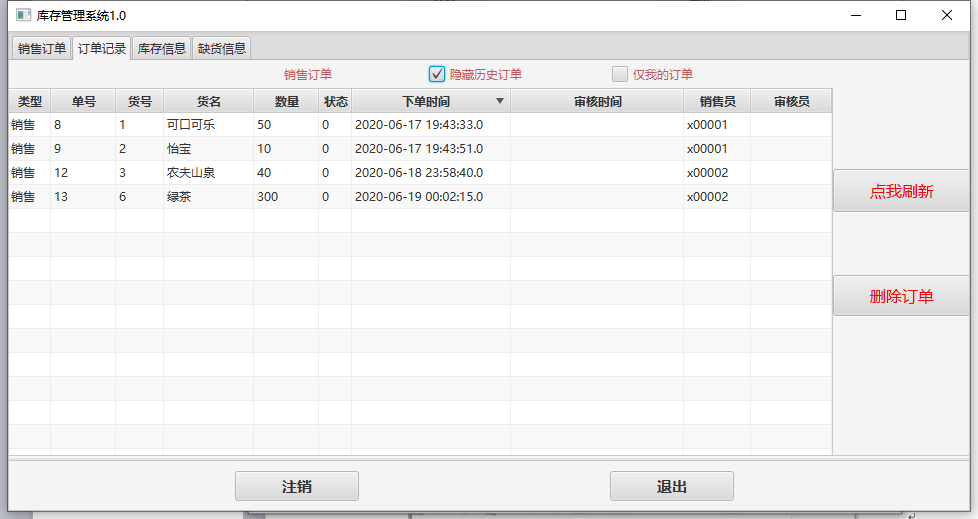 库存管理系统1.0
销售订单 订单记录 库存信息 缺货信息
销售订单 隐藏历史订单 仅我的订单
类型 单号 货号 货名 数量 状态 下单时间 审核时间 销售员 审核员
销售 8 1 可口可乐 50 0 2020-06-17 19:43:33.0 x00001
销售 9 2 怡宝 10 0 2020-06-17 19:43:51.0 x00001
销售 12 3 农夫山泉 40 0 2020-06-18 23:58:40.0 x00002
销售 13 6 绿茶 300 0 2020-06-19 00:02:15.0 x00002
点我刷新
删除订单
注销 退出